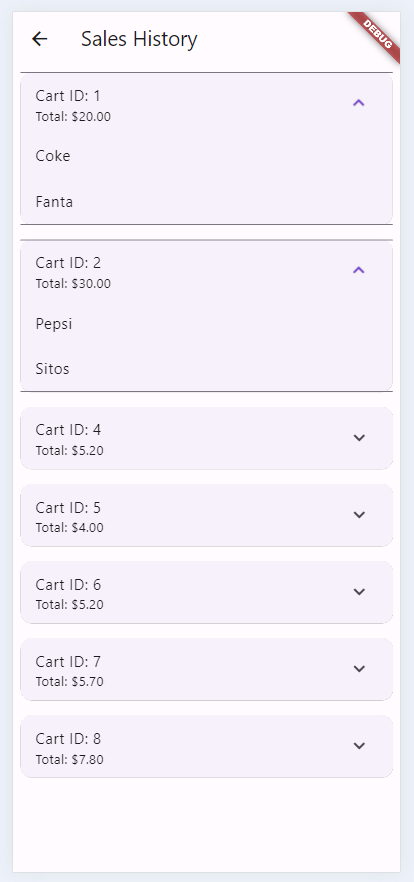 Sales History
DEBUG
Cart ID: 1
Total: $20.00
Coke
Fanta
Cart ID: 2
Total: $30.00
Pepsi
Sitos
Cart ID: 4
Total: $5.20
Cart ID: 5
Total: $4.00
Cart ID: 6
Total: $5.20
Cart ID: 7
Total: $5.70
Cart ID: 8
Total: $7.80